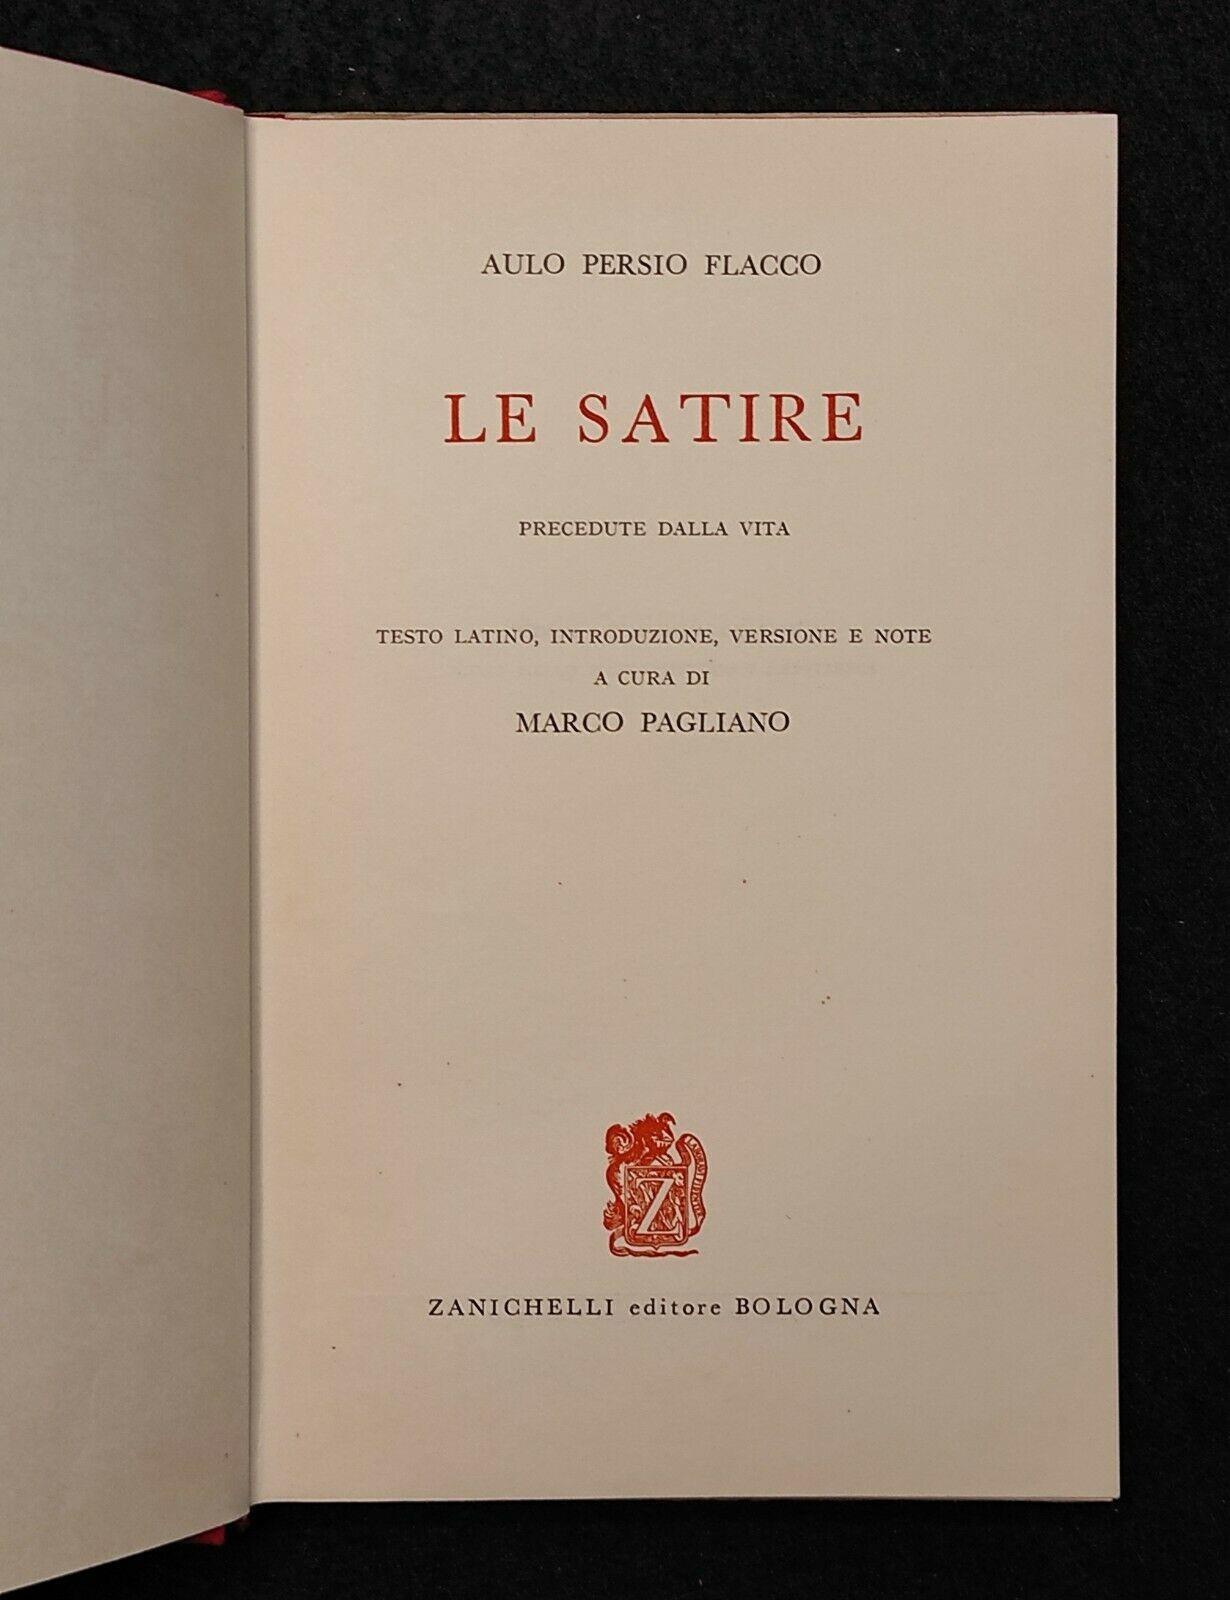 AULO PERSIO FLACCO
LE SATIRE
PRECEDUTE DALLA VITA
TESTO LATINO, INTRODUZIONE, VERSIONE E NOTE
A CURA DI
MARCO PAGLIANO
Z
ZANICHELLI editore BOLOGNA